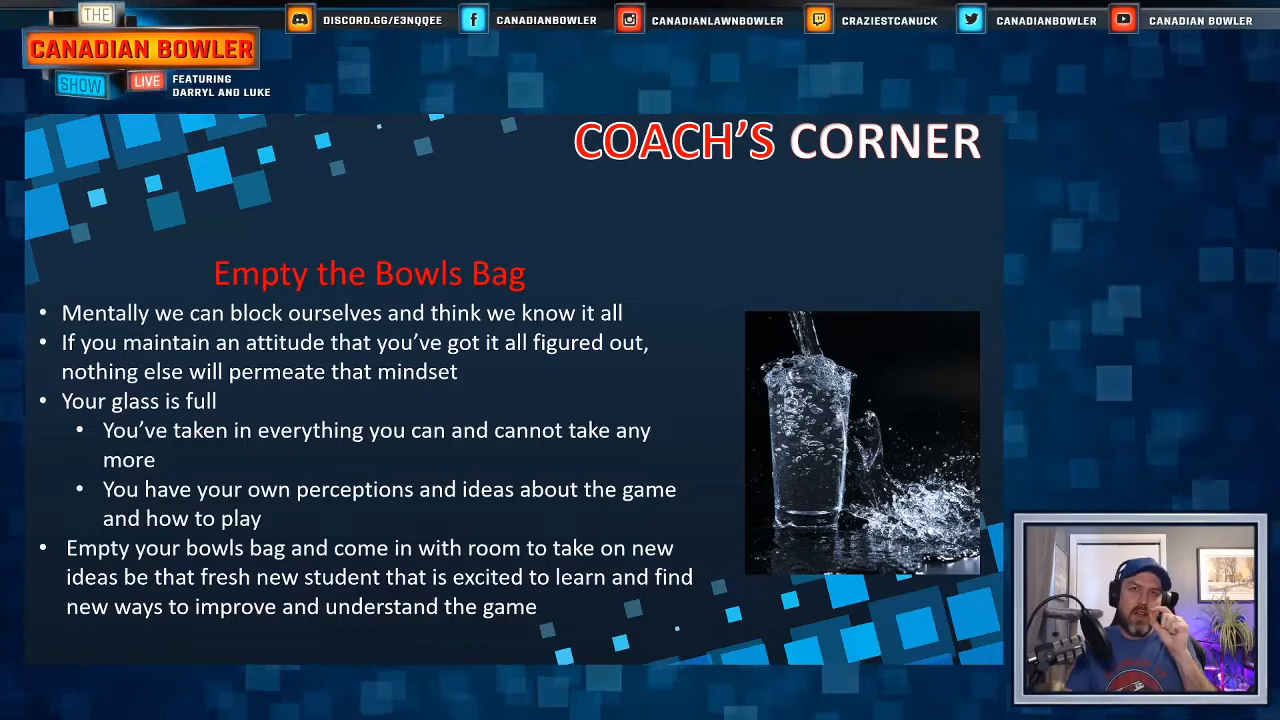 THE
CANADIAN BOWLER
SHOW
LIVE
FEATURING
DARRYL AND LUKE
DISCORD.GG/E3NQQEE
CANADIANBOWLER
CANADIANLAWNBOWLER
CRAZIESTCANUCK
CANADIANBOWLER
CANADIAN BOWLER
COACH'S CORNER
Empty the Bowls Bag
• Mentally we can block ourselves and think we know it all
• If you maintain an attitude that you've got it all figured out,
nothing else will permeate that mindset
• Your glass is full
• You've taken in everything you can and cannot take any
more
• You have your own perceptions and ideas about the game
and how to play
• Empty your bowls bag and come in with room to take on new
ideas be that fresh new student that is excited to learn and find
new ways to improve and understand the game